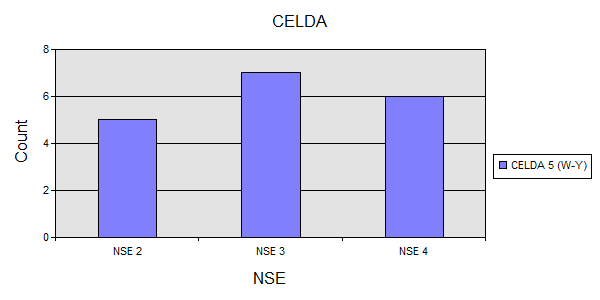 CELDA
8
6
4
2
0
Count
NSE 2 NSE 3 NSE 4
NSE
CELDA 5 (W-Y)